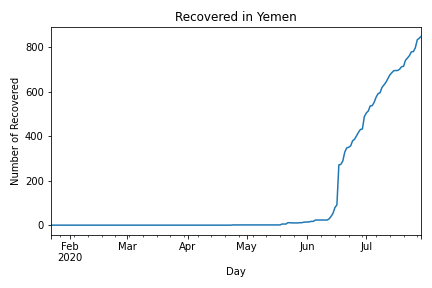 Recovered in Yemen
Number of Recovered
800
600
400
200
0
Feb
2020
Mar
Apr
May
Jun
Jul
Day